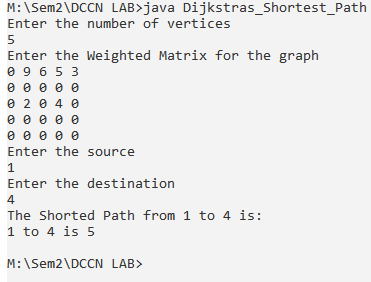 M:\Sem2\DCCN LAB>java Dijkstras_Shortest_Path
Enter the number of vertices
5
Enter the Weighted Matrix for the graph
0 9 6 5 3
0 0 0 0 0
0 2 0 4 0
0 0 0 0 0
0 0 0 0 0
Enter the source
1
Enter the destination
4
The Shorted Path from 1 to 4 is:
1 to 4 is 5
M:\Sem2\DCCN LAB>